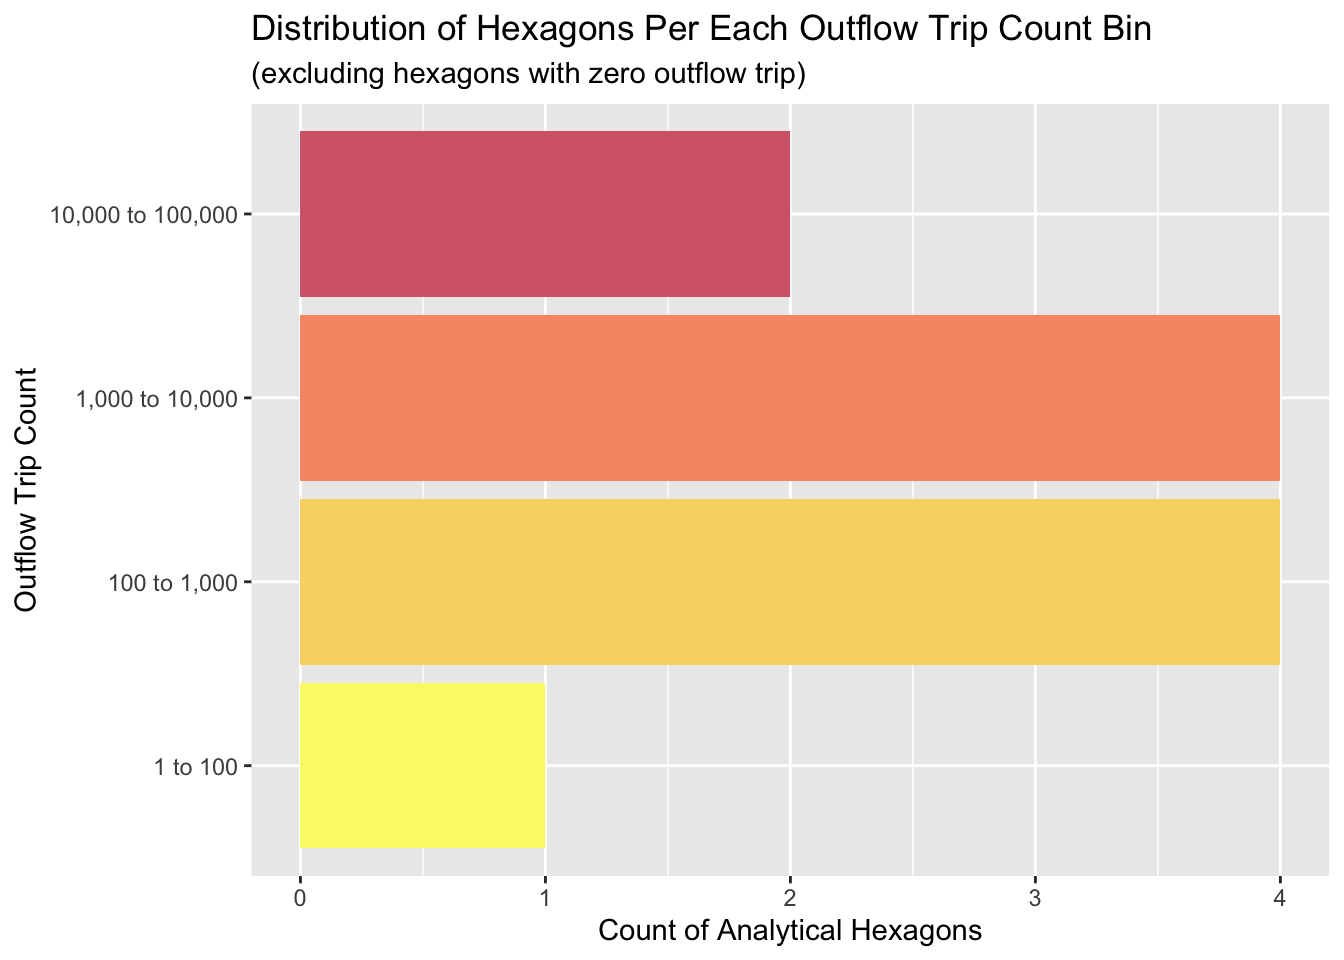 Distribution of Hexagons Per Each Outflow Trip Count Bin
(excluding hexagons with zero outflow trip)
10,000 to 100,000
1,000 to 10,000
100 to 1,000
1 to 100
Outflow Trip Count
0 1 2 3 4
Count of Analytical Hexagons